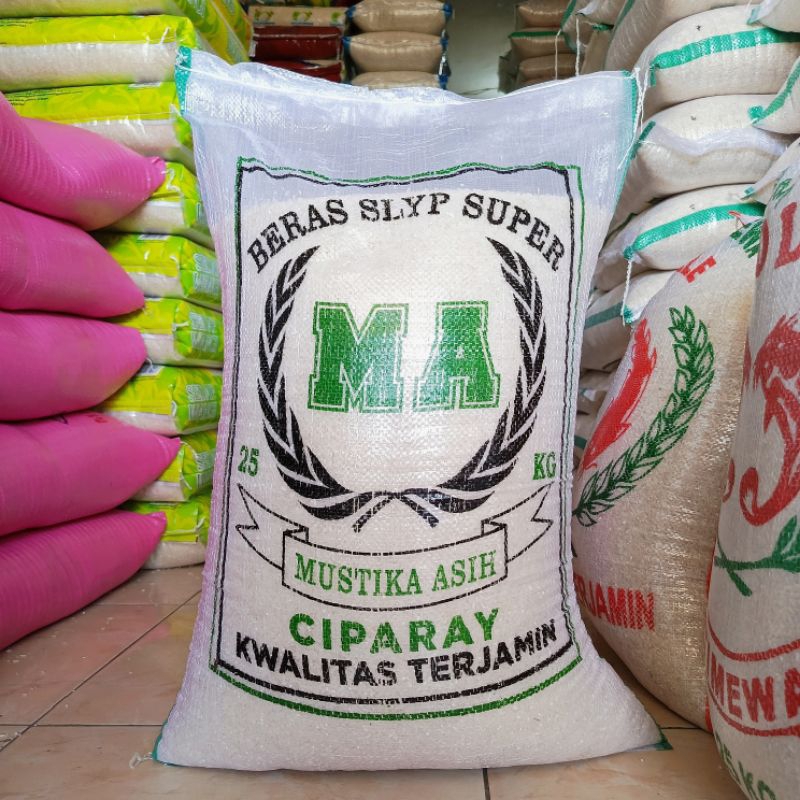 BERAS SLYP SUPER
MA
25 KG
MUSTIKA ASIH
CIPARAY
KWALITAS TERJAMIN